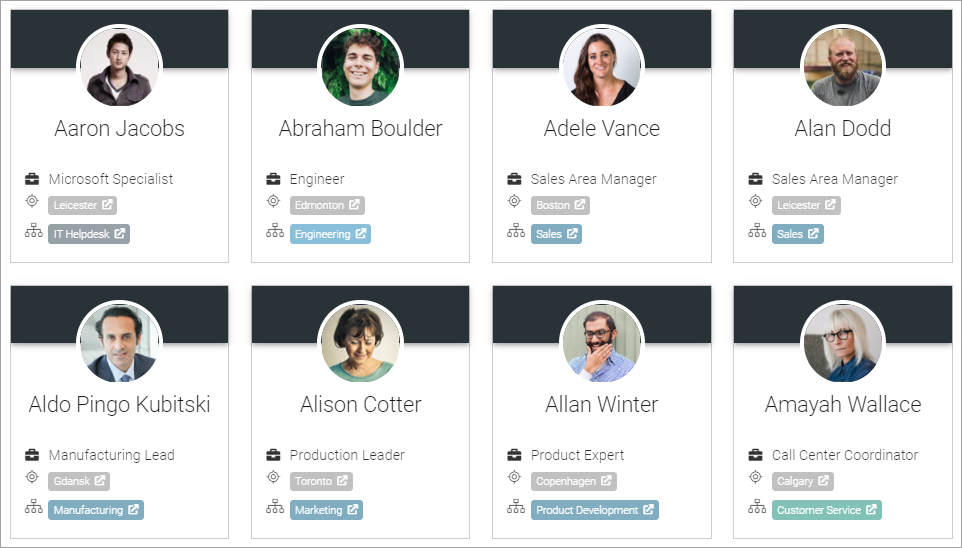 Aaron Jacobs
Microsoft Specialist
Leicester
IT Helpdesk
Abraham Boulder
Engineer
Edmonton
Engineering
Adele Vance
Sales Area Manager
Boston
Sales
Alan Dodd
Sales Area Manager
Leicester
Sales
Aldo Pingo Kubitski
Manufacturing Lead
Gdansk
Manufacturing
Alison Cotter
Production Leader
Toronto
Marketing
Allan Winter
Product Expert
Copenhagen
Product Development
Amayah Wallace
Call Center Coordinator
Calgary
Customer Service